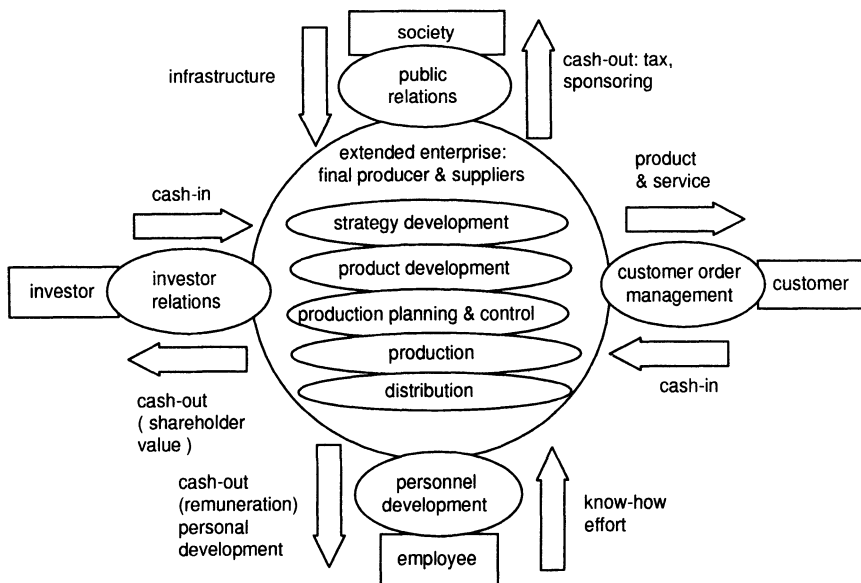 society
public
relations
infrastructure
cash-out: tax,
sponsoring
extended enterprise:
final producer & suppliers
product
& service
cash-in
strategy development
product development
investor
investor
relations
customer order
management
customer
production planning & control
production
distribution
cash-in
cash-out
( shareholder
value )
cash-out
(remuneration)
personal
development
personnel
development
know-how
effort
employee